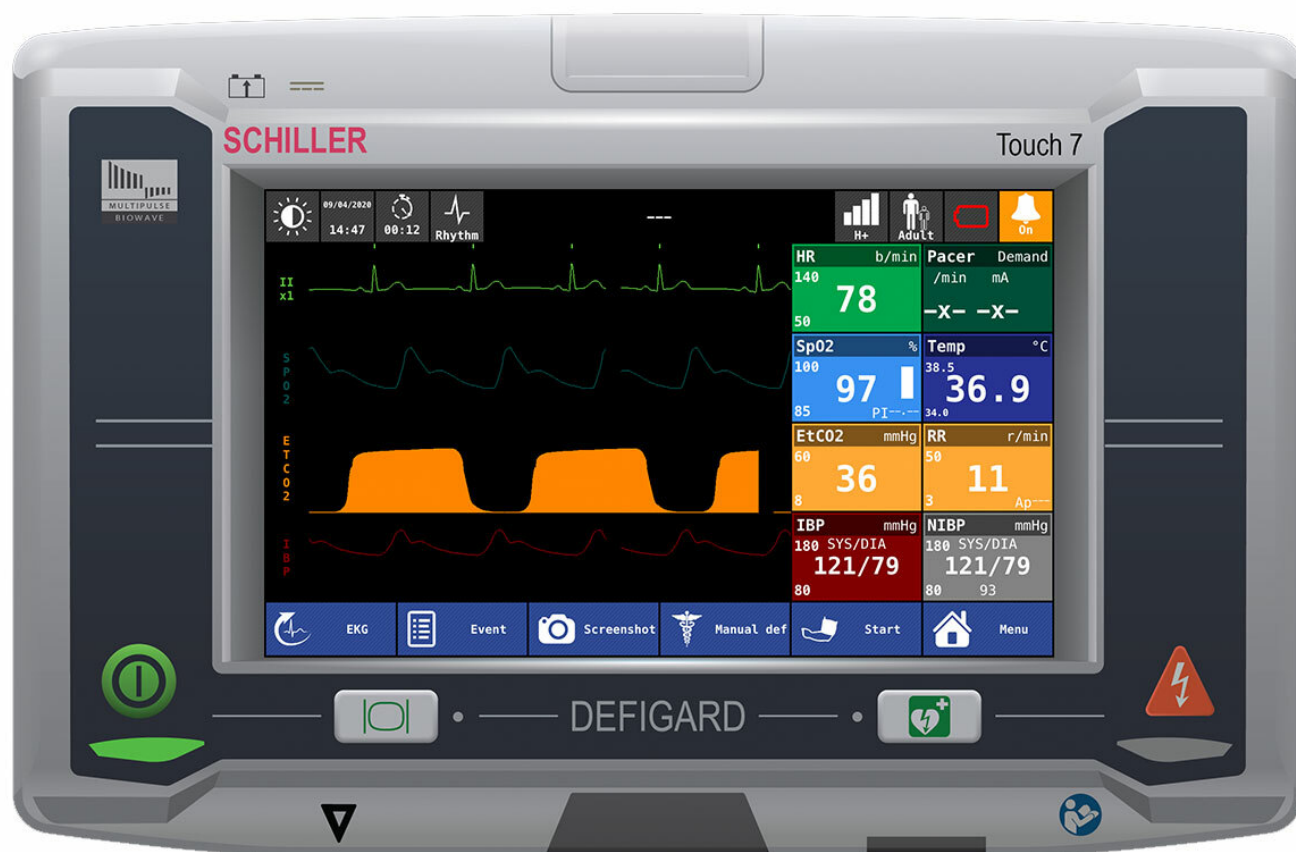 SCHILLER
Touch 7
MULTIPULSE
BIOWAVE
09/04/2020
14:47
00:12
Rhythm
---
H+
Adult
On
II
x1
SPO2
ETCO2
IBP
HR b/min
140
78
50
Pacer Demand
/min mA
-x- -x-
SpO2 %
100
97
85
PI--.--
Temp °C
38.5
36.9
34.0
EtCO2 mmHg
60
36
8
RR r/min
50
11
3
Ap---
IBP mmHg
180 SYS/DIA
121/79
80
NIBP mmHg
180 SYS/DIA
121/79
80 93
EKG
Event
Screenshot
Manual def
Start
Menu
DEFIGARD